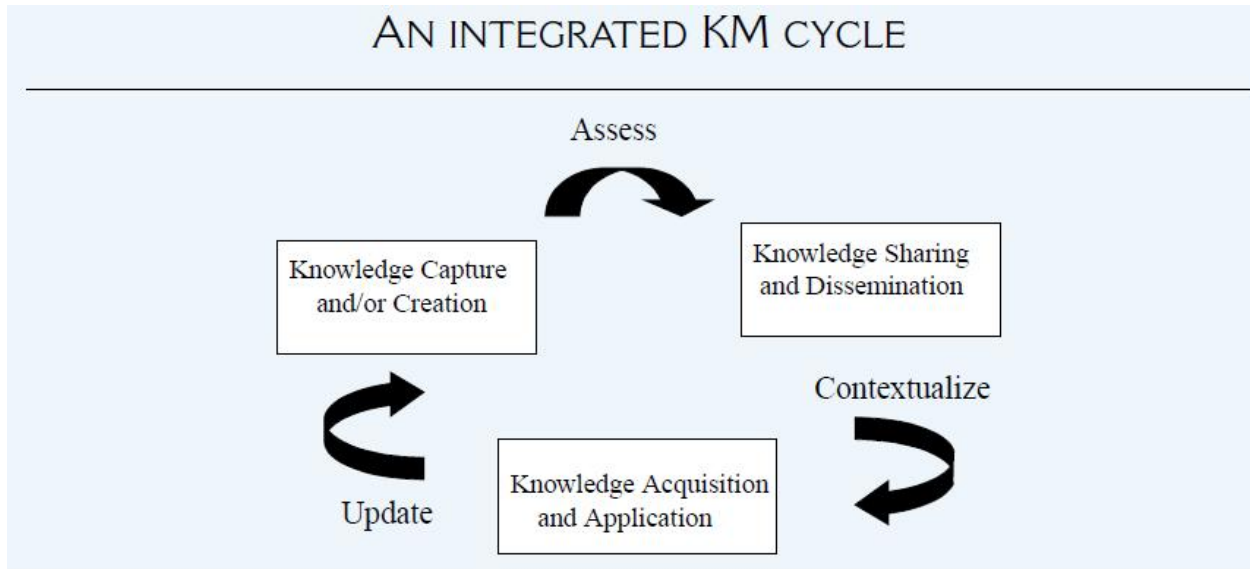 AN INTEGRATED KM CYCLE
Assess
Knowledge Capture
and/or Creation
Knowledge Sharing
and Dissemination
Contextualize
Knowledge Acquisition
and Application
Update